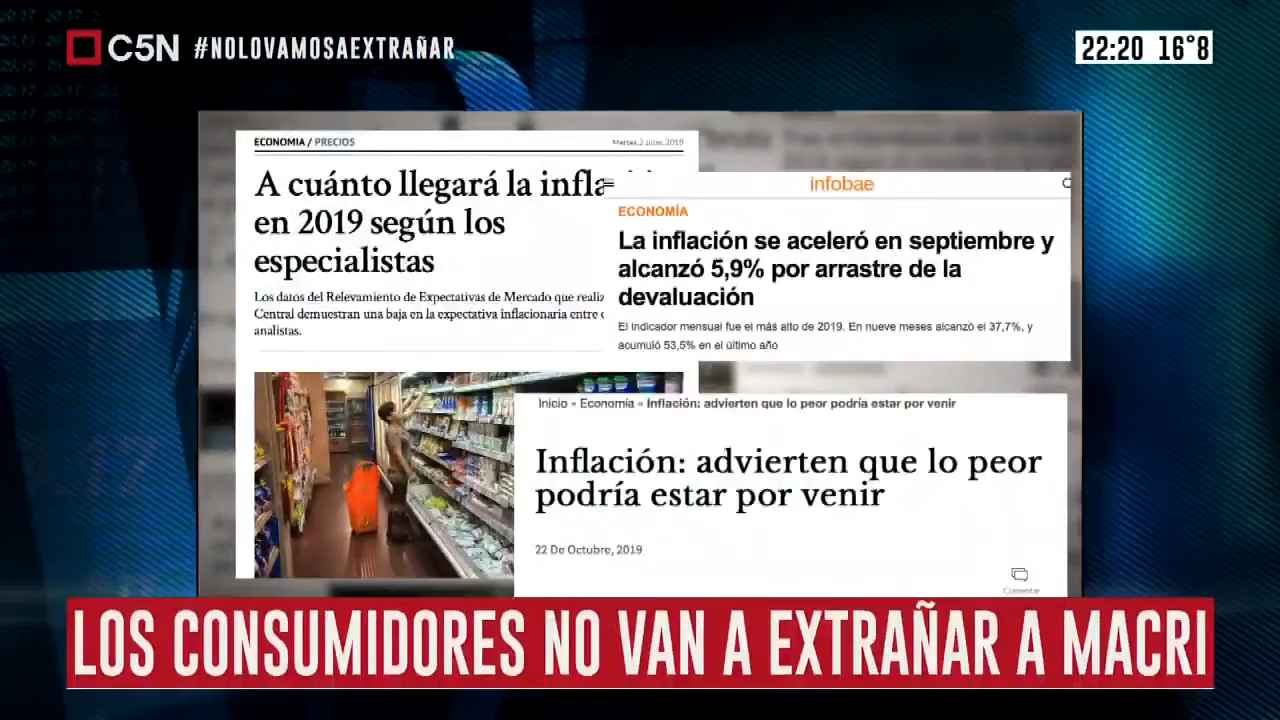 C5N #NOLOVAMOSAEXTRAÑAR
22:20 16°8
ECONOMIA / PRECIOS
Martes, 2 julio, 2019
A cuánto llegará la infla
en 2019 según los
especialistas
Los datos del Relevamiento de Expectativas de Mercado que realiz
Central demuestran una baja en la expectativa inflacionaria entre
analistas.
infobae
ECONOMÍA
La inflación se aceleró en septiembre y
alcanzó 5,9% por arrastre de la
devaluación
El indicador mensual fue el más alto de 2019. En nueve meses alcanzó el 37,7%, y
acumuló 53,5% en el último año
Inicio » Economía » Inflación: advierten que lo peor podría estar por venir
Inflación: advierten que lo peor
podría estar por venir
22 De Octubre, 2019
Comentar
LOS CONSUMIDORES NO VAN A EXTRAÑAR A MACRI